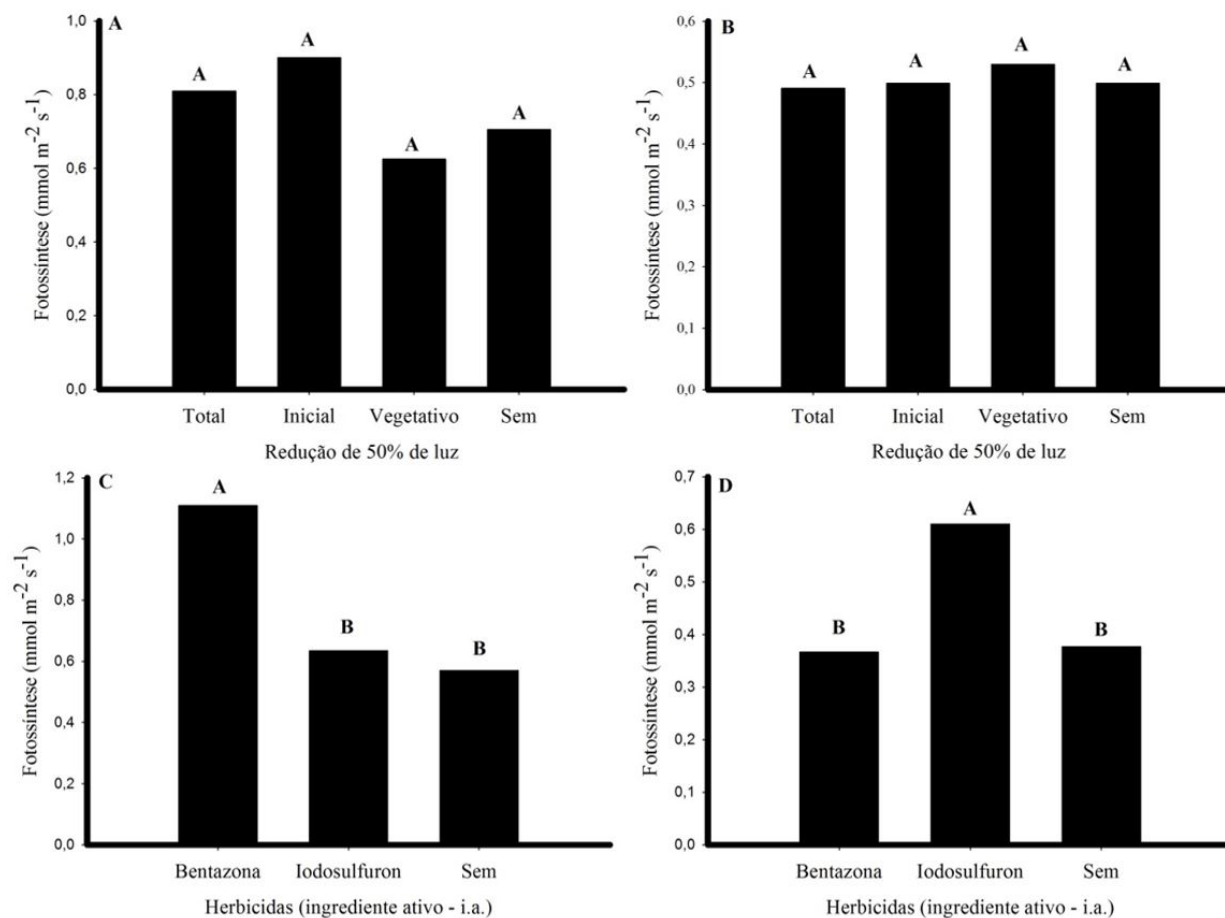 A
Fotossíntese (mmol m⁻² s⁻¹)
1,0
0,8
0,6
0,4
0,2
0,0
A
A
A
A
Total Inicial Vegetativo Sem
Redução de 50% de luz
B
Fotossíntese (mmol m⁻² s⁻¹)
0,6
0,5
0,4
0,3
0,2
0,1
0,0
A
A
A
A
Total Inicial Vegetativo Sem
Redução de 50% de luz
C
Fotossíntese (mmol m⁻² s⁻¹)
1,2
1,0
0,8
0,6
0,4
0,2
0,0
A
B
B
Bentazona Iodosulfuron Sem
Herbicidas (ingrediente ativo - i.a.)
D
Fotossíntese (mmol m⁻² s⁻¹)
0,7
0,6
0,5
0,4
0,3
0,2
0,1
0,0
B
A
B
Bentazona Iodosulfuron Sem
Herbicidas (ingrediente ativo - i.a.)